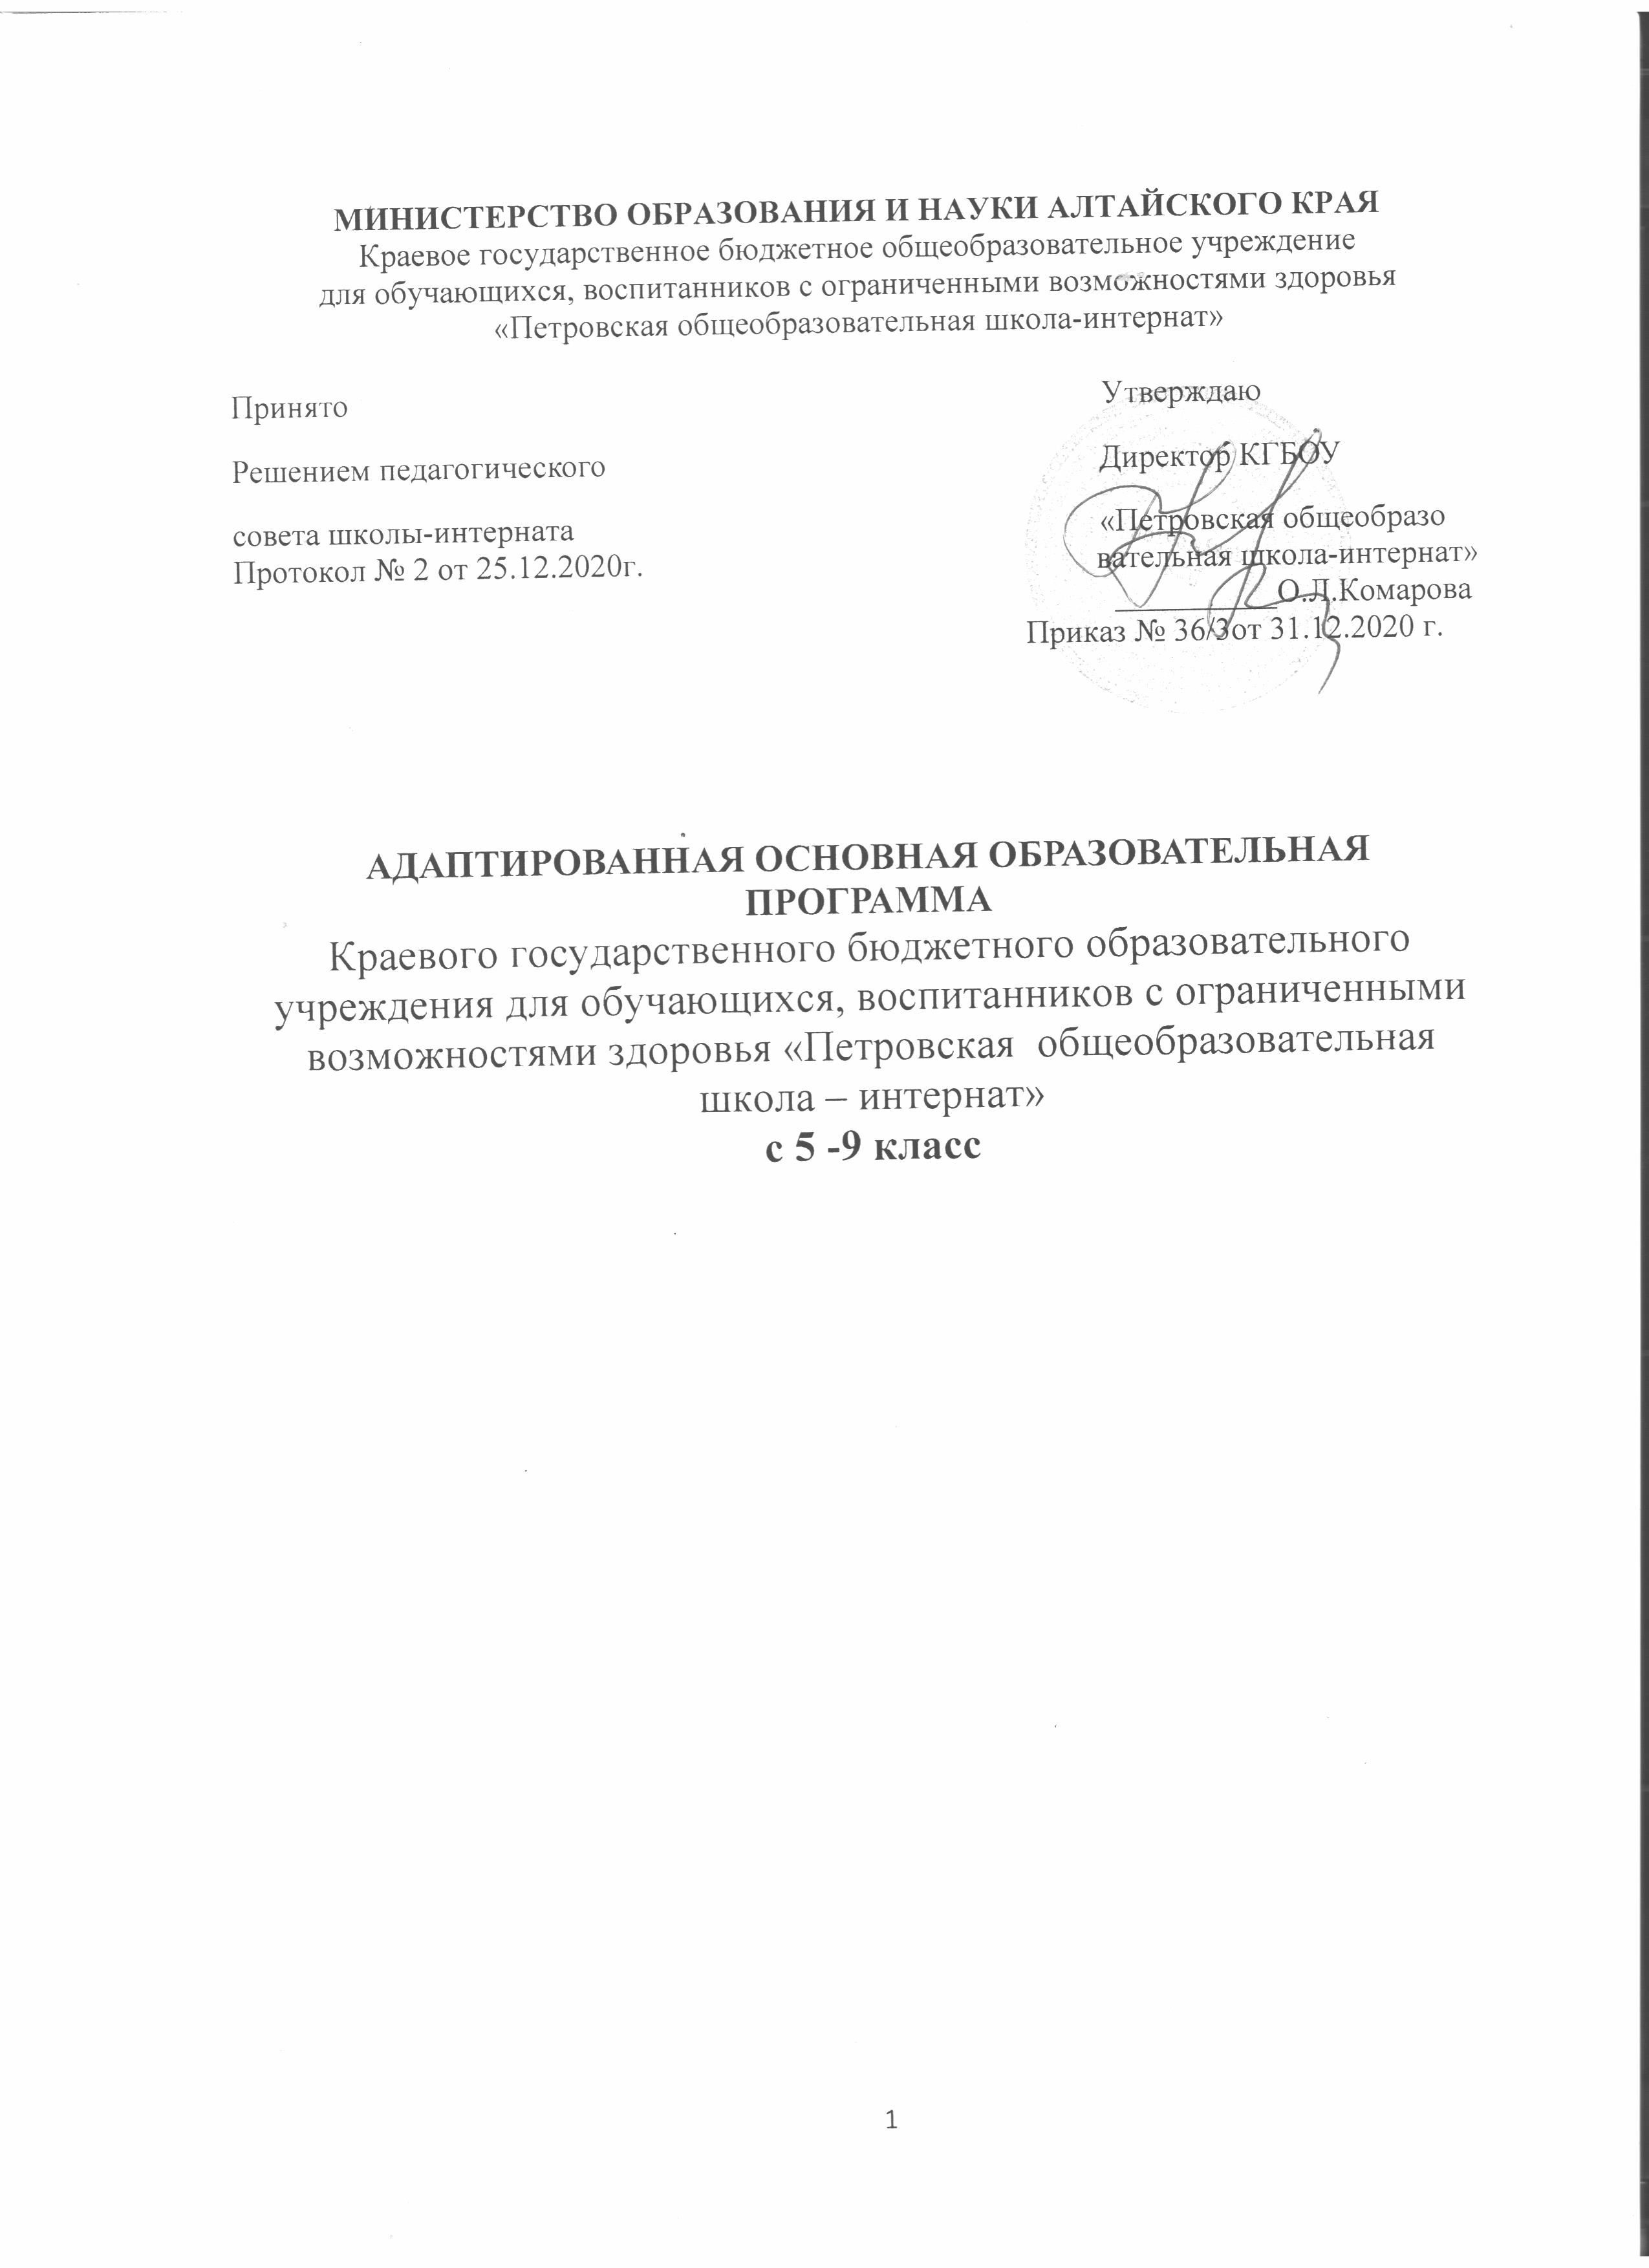 МИНИСТЕРСТВО ОБРАЗОВАНИЯ И НАУКИ АЛТАЙСКОГО КРАЯ
Краевое государственное бюджетное общеобразовательное учреждение
для обучающихся, воспитанников с ограниченными возможностями здоровья
«Петровская общеобразовательная школа-интернат»
Принято
Решением педагогического
совета школы-интерната
Протокол № 2 от 25.12.2020г.
Утверждаю
Директор КГБОУ
«Петровская общеобразо
вательная школа-интернат»
__________О.Л.Комарова
Приказ № 36/3от 31.12.2020 г.
АДАПТИРОВАННАЯ ОСНОВНАЯ ОБРАЗОВАТЕЛЬНАЯ
ПРОГРАММА
Краевого государственного бюджетного образовательного
учреждения для обучающихся, воспитанников с ограниченными
возможностями здоровья «Петровская  общеобразовательная
школа – интернат»
с 5 -9 класс
1